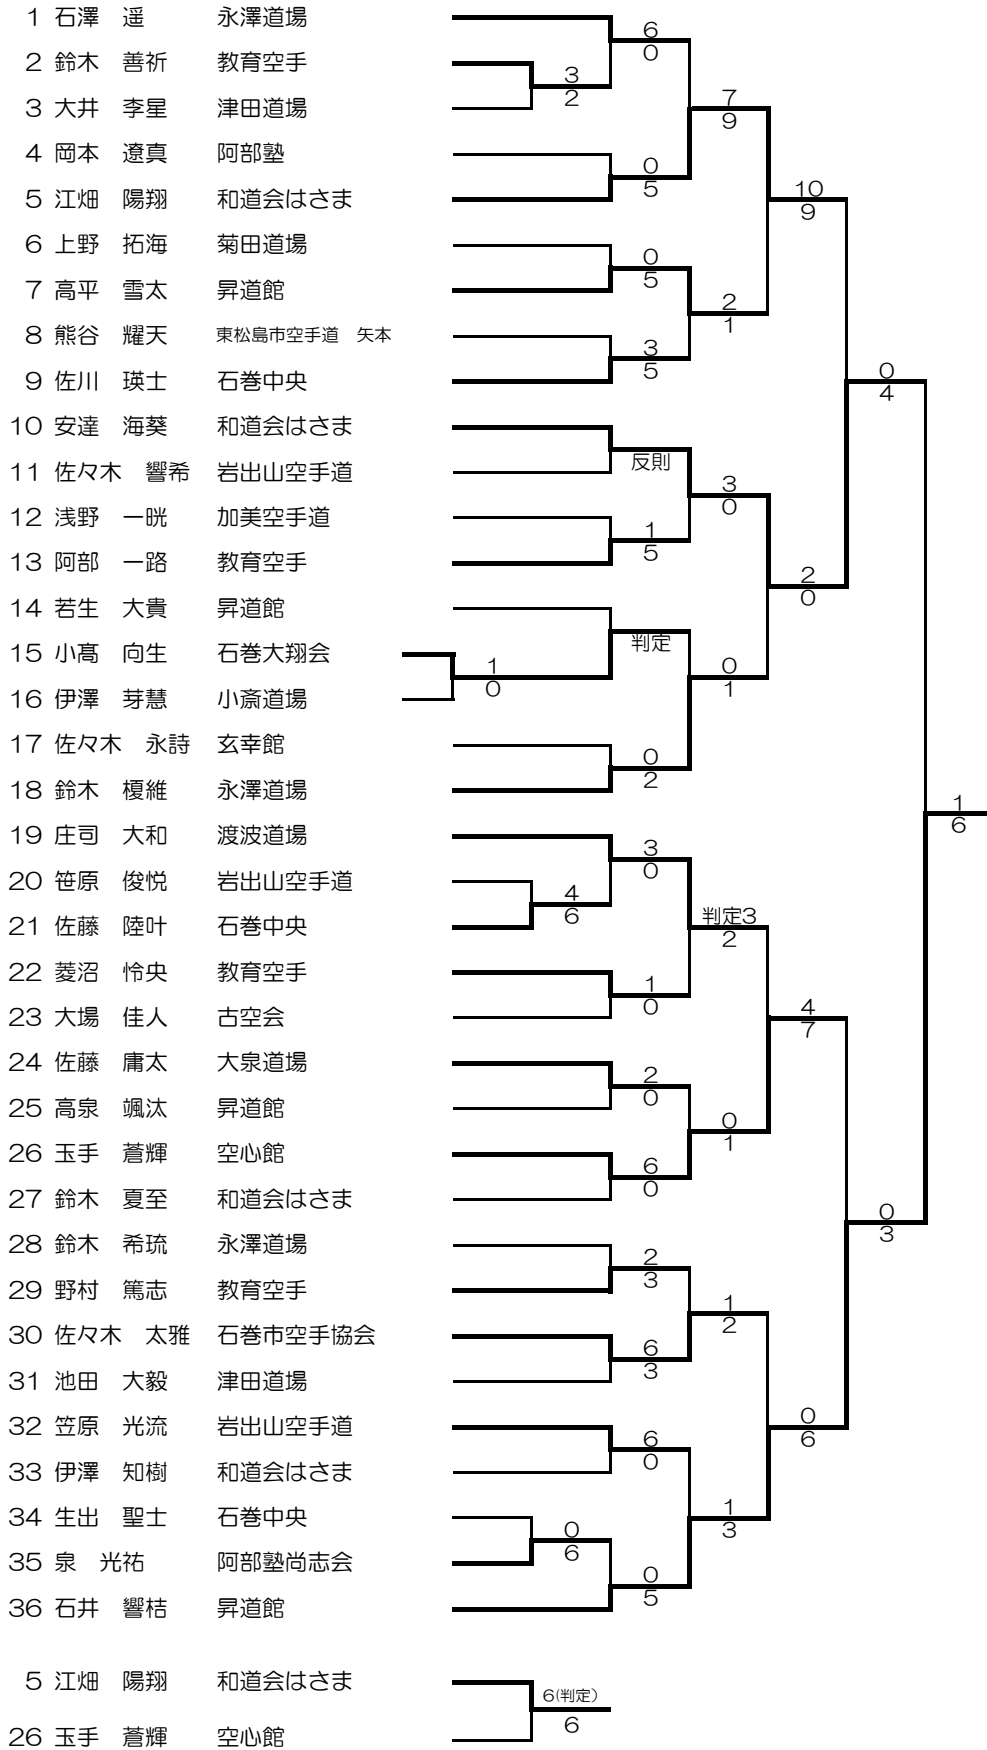 1 石澤 遥 永澤道場
6
0
2 鈴木 善祈 教育空手
3
2
3 大井 李星 津田道場
7
9
4 岡本 遼真 阿部塾
0
5
5 江畑 陽翔 和道会はさま
10
9
6 上野 拓海 菊田道場
0
5
7 高平 雪太 昇道館
2
1
8 熊谷 耀天 東松島市空手道 矢本
3
5
9 佐川 瑛士 石巻中央
0
4
10 安達 海葵 和道会はさま
反則
11 佐々木 響希 岩出山空手道
3
0
12 浅野 一晄 加美空手道
1
5
13 阿部 一路 教育空手
2
0
14 若生 大貴 昇道館
判定
15 小髙 向生 石巻大翔会
1
0
0
1
16 伊澤 芽慧 小斎道場
17 佐々木 永詩 玄幸館
0
2
18 鈴木 榎維 永澤道場
1
6
19 庄司 大和 渡波道場
3
0
20 笹原 俊悦 岩出山空手道
4
6
21 佐藤 陸叶 石巻中央
判定3
2
22 菱沼 怜央 教育空手
1
0
23 大場 佳人 古空会
4
7
24 佐藤 庸太 大泉道場
2
0
25 高泉 颯汰 昇道館
0
1
26 玉手 蒼輝 空心館
6
0
27 鈴木 夏至 和道会はさま
0
3
28 鈴木 希琉 永澤道場
2
3
29 野村 篤志 教育空手
1
2
30 佐々木 太雅 石巻市空手協会
6
3
31 池田 大毅 津田道場
0
6
32 笠原 光流 岩出山空手道
6
0
33 伊澤 知樹 和道会はさま
1
3
34 生出 聖士 石巻中央
0
6
35 泉 光祐 阿部塾尚志会
0
5
36 石井 響桔 昇道館
5 江畑 陽翔 和道会はさま
6(判定)
6
26 玉手 蒼輝 空心館